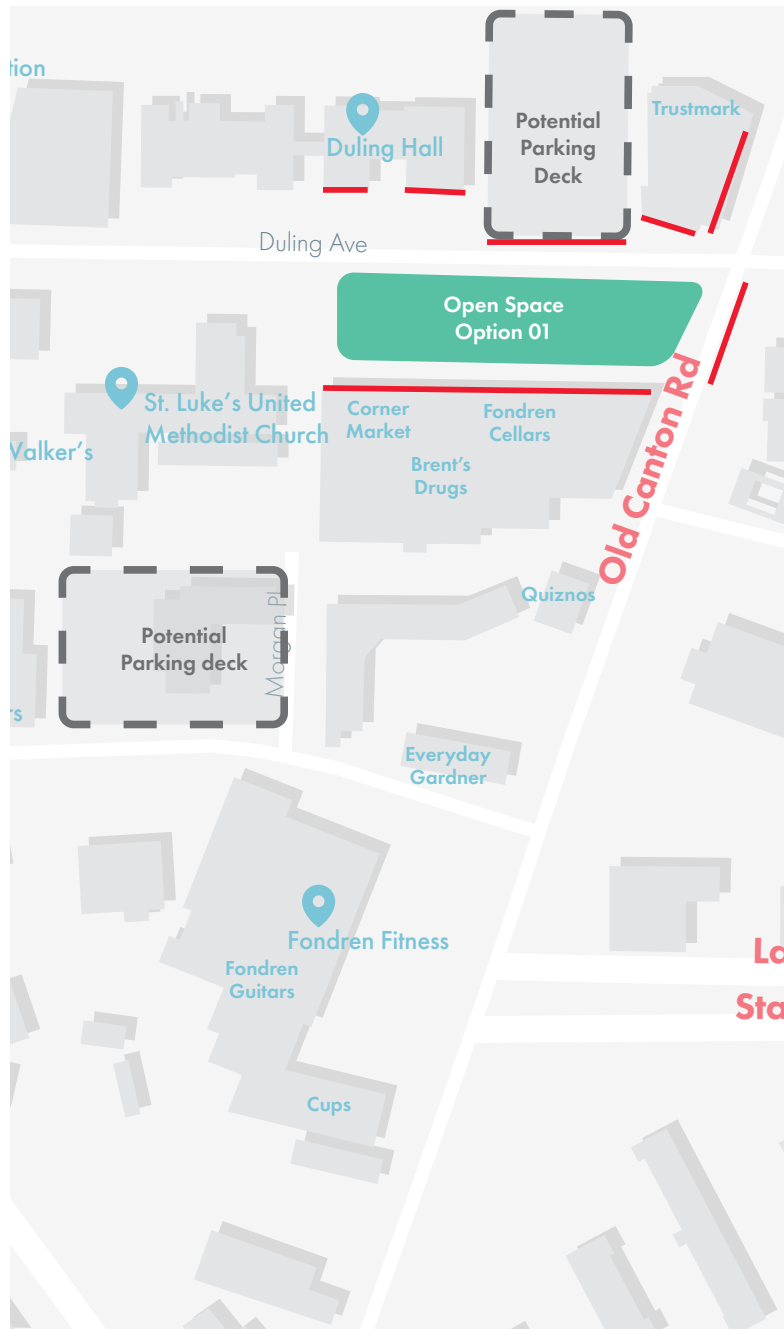 tion
Trustmark
Potential
Parking
Deck
Duling Hall
Duling Ave
Open Space
Option 01
Old Canton Rd
St. Luke's United
Methodist Church
Corner
Market
Fondren
Cellars
Brent's
Drugs
Walker's
Quiznos
Morgan Pl
Potential
Parking deck
rs
Everyday
Gardner
Fondren Fitness
Fondren
Guitars
La
Sta
Cups